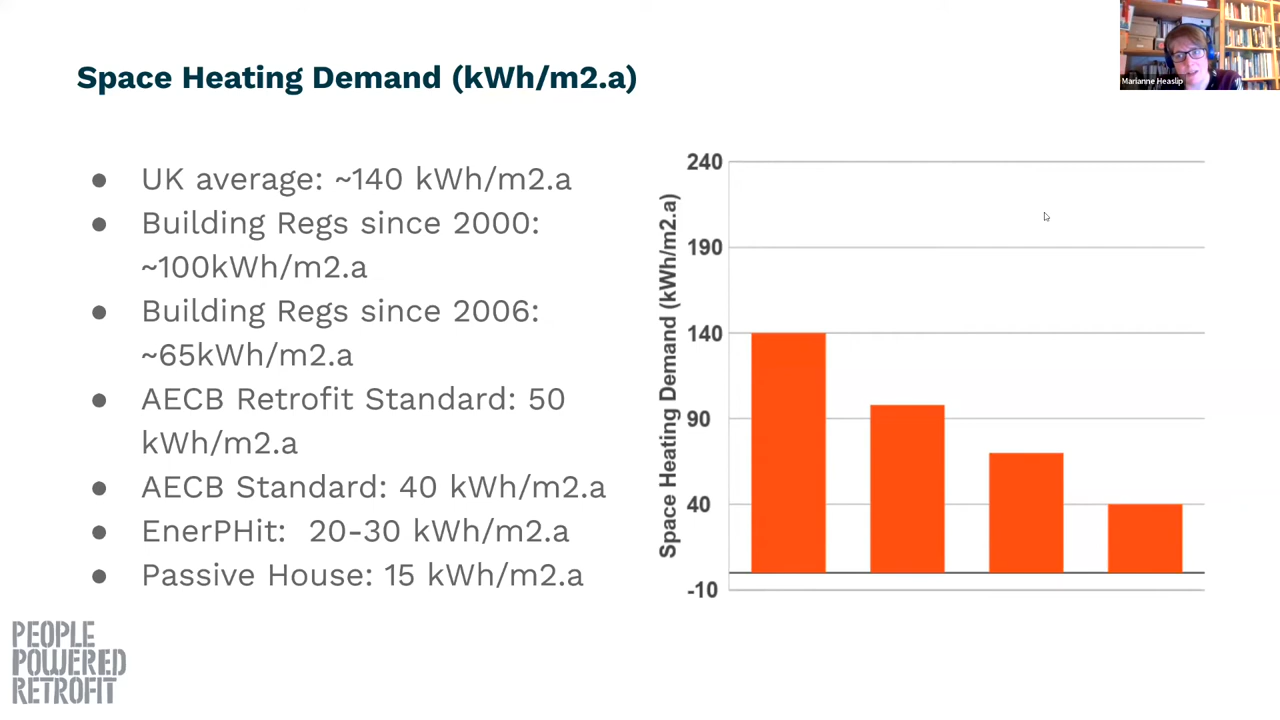 Space Heating Demand (kWh/m2.a)
Marianne Heaslip
● UK average: ~140 kWh/m2.a
● Building Regs since 2000:
~100kWh/m2.a
● Building Regs since 2006:
~65kWh/m2.a
● AECB Retrofit Standard: 50
kWh/m2.a
● AECB Standard: 40 kWh/m2.a
● EnerPHit:  20-30 kWh/m2.a
● Passive House: 15 kWh/m2.a
Space Heating Demand (kWh/m2.a)
240
190
140
90
40
-10
PEOPLE
POWERED
RETROFIT